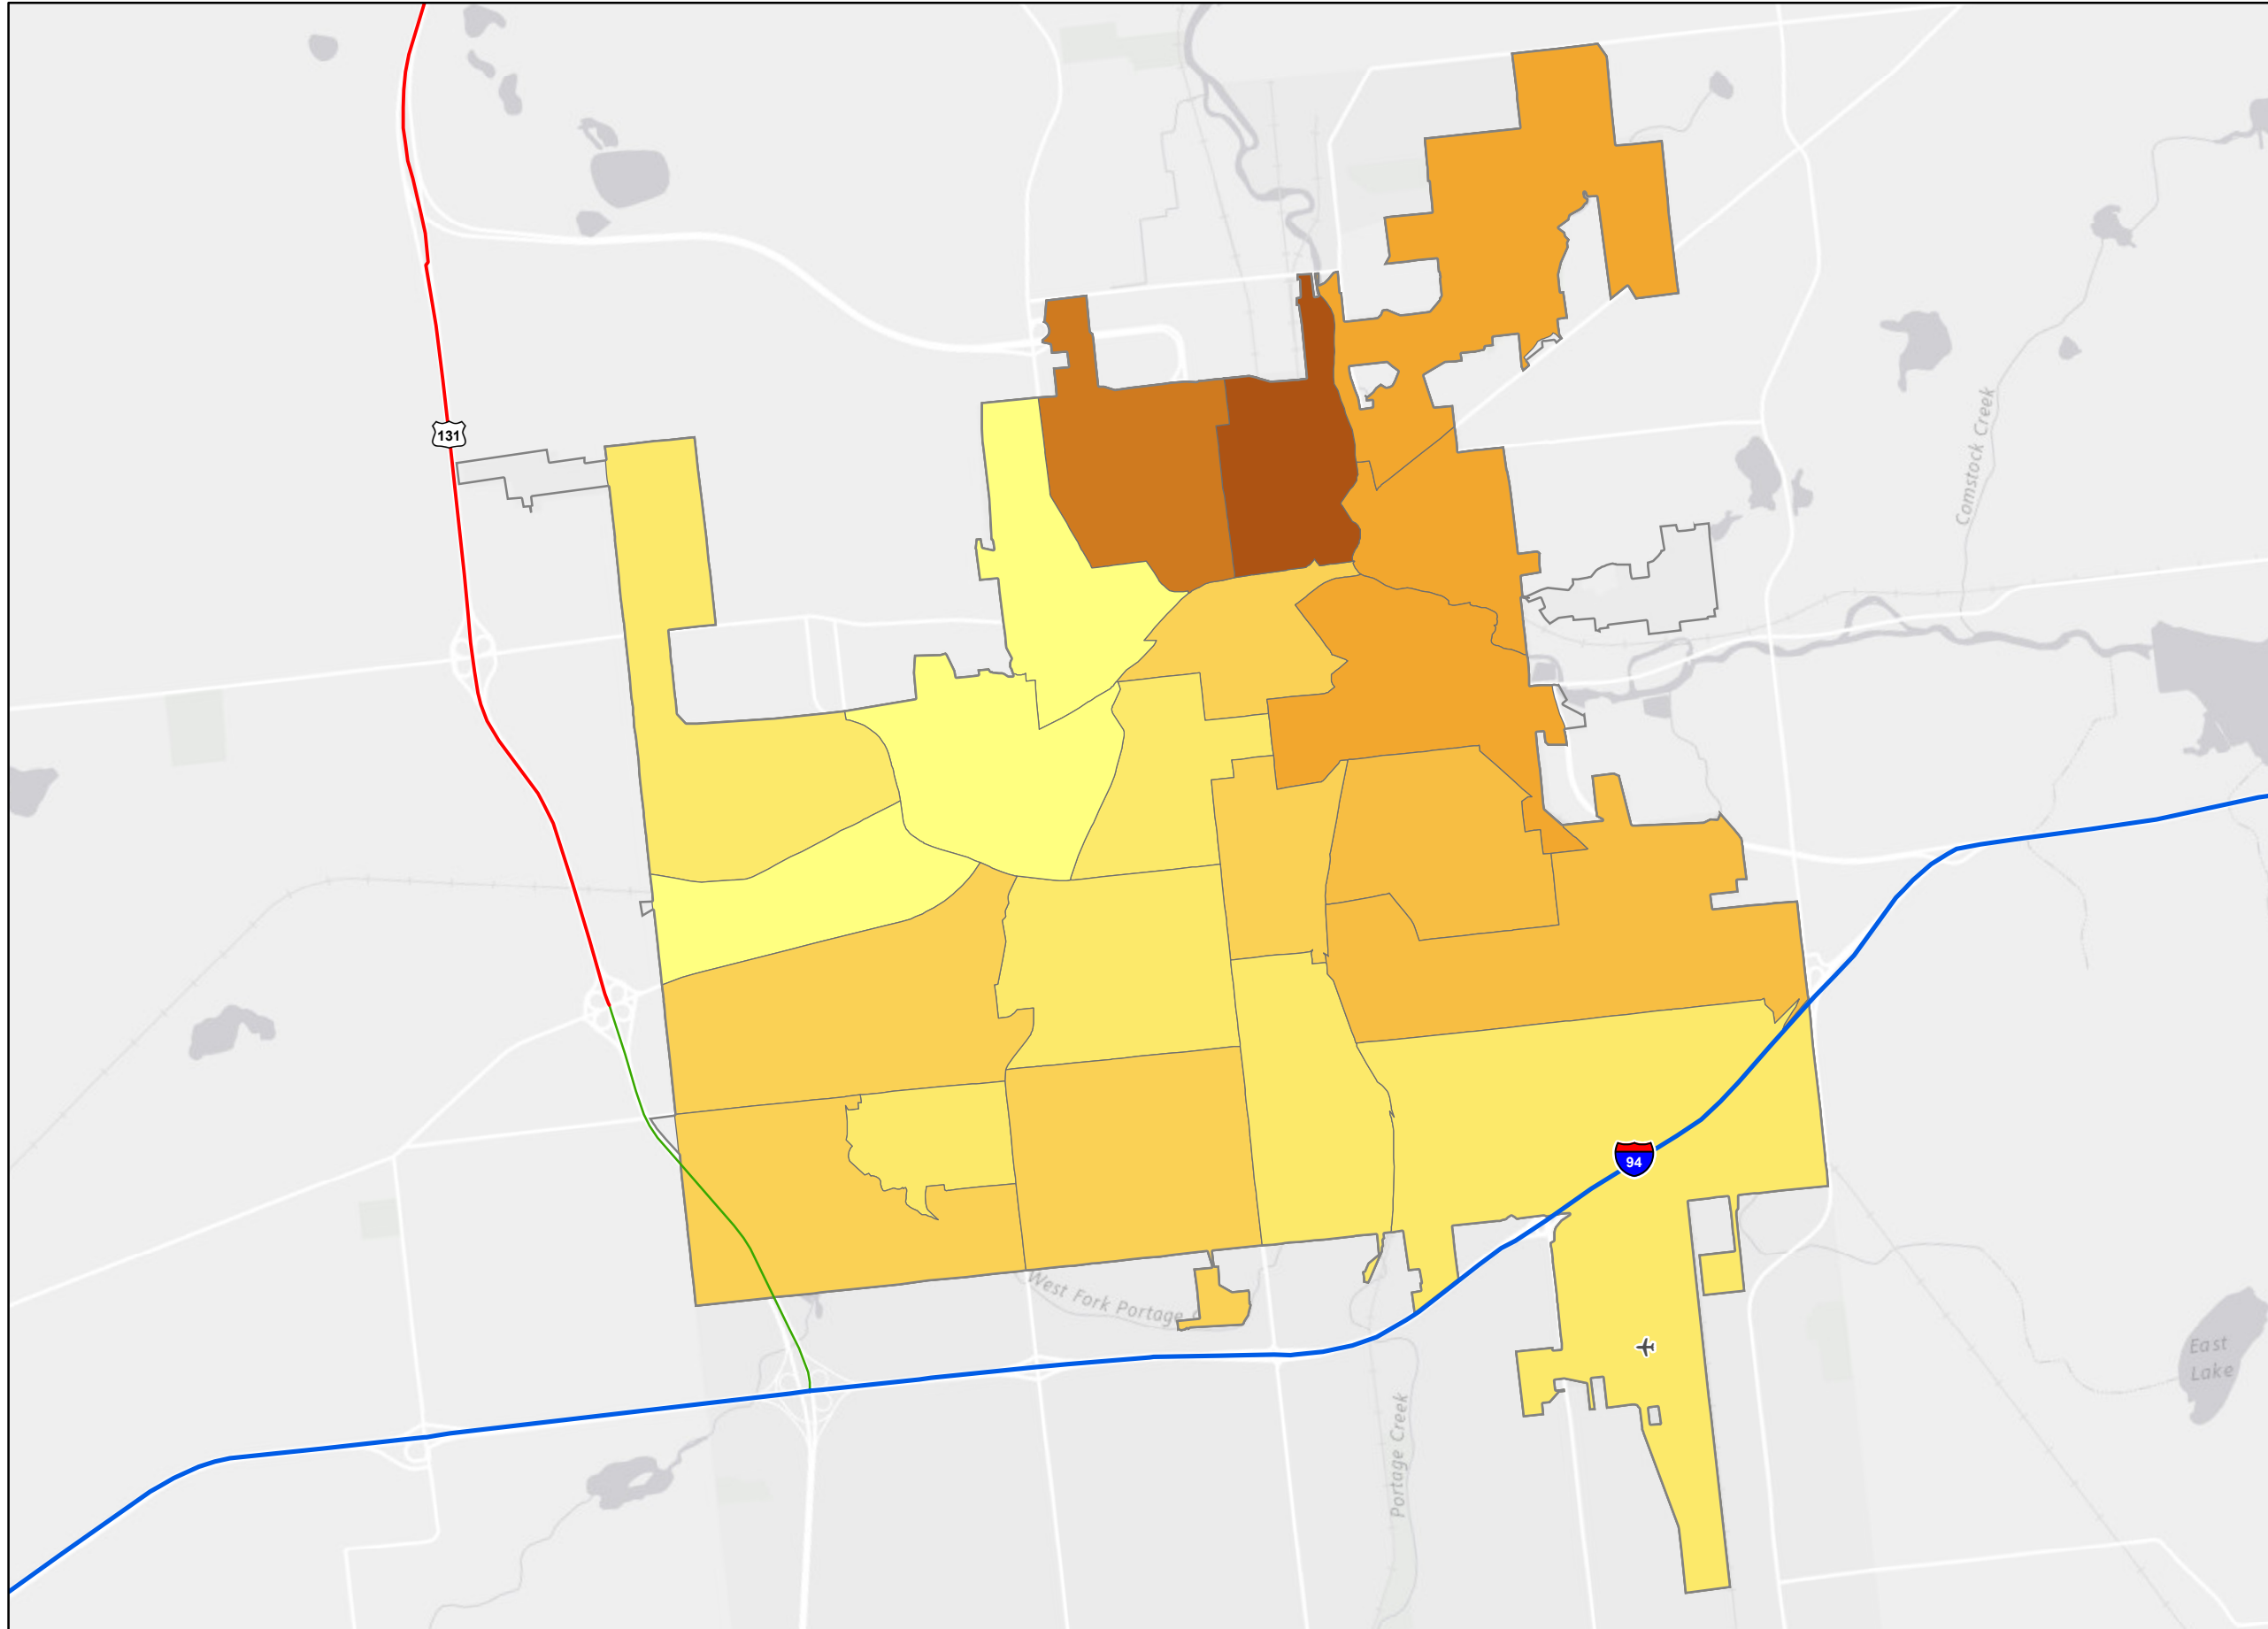 131
Comstock Creek
94
West Fork Portage
East
Lake
Portage Creek